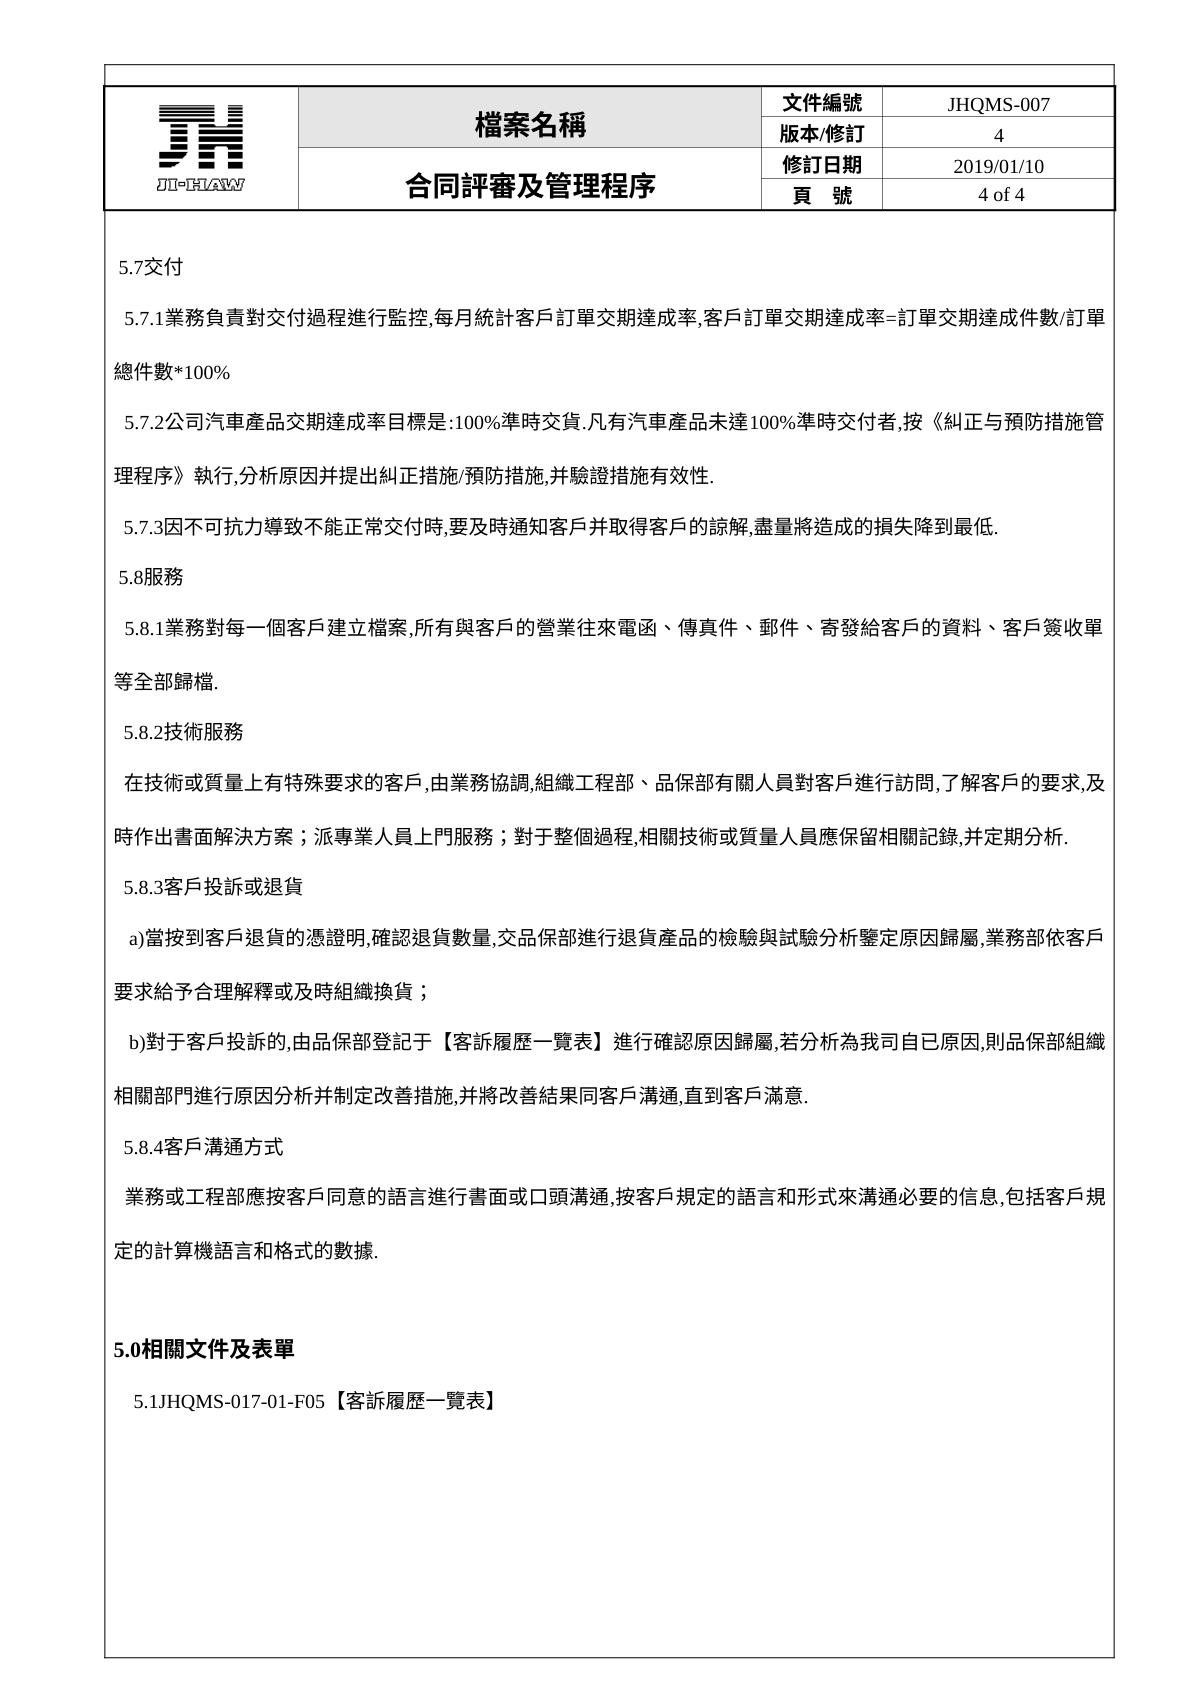 JI-HAW
檔案名稱
合同評審及管理程序
文件編號 JHQMS-007
版本/修訂 4
修訂日期 2019/01/10
頁 號 4 of 4
5.7交付
5.7.1業務負責對交付過程進行監控,每月統計客戶訂單交期達成率,客戶訂單交期達成率=訂單交期達成件數/訂單
總件數*100%
5.7.2公司汽車產品交期達成率目標是:100%準時交貨.凡有汽車產品未達100%準時交付者,按《糾正与預防措施管
理程序》執行,分析原因并提出糾正措施/預防措施,并驗證措施有效性.
5.7.3因不可抗力導致不能正常交付時,要及時通知客戶并取得客戶的諒解,盡量將造成的損失降到最低.
5.8服務
5.8.1業務對每一個客戶建立檔案,所有與客戶的營業往來電函、傳真件、郵件、寄發給客戶的資料、客戶簽收單
等全部歸檔.
5.8.2技術服務
在技術或質量上有特殊要求的客戶,由業務協調,組織工程部、品保部有關人員對客戶進行訪問,了解客戶的要求,及
時作出書面解決方案；派專業人員上門服務；對于整個過程,相關技術或質量人員應保留相關記錄,并定期分析.
5.8.3客戶投訴或退貨
a)當按到客戶退貨的憑證明,確認退貨數量,交品保部進行退貨產品的檢驗與試驗分析鑒定原因歸屬,業務部依客戶
要求給予合理解釋或及時組織換貨；
b)對于客戶投訴的,由品保部登記于【客訴履歷一覽表】進行確認原因歸屬,若分析為我司自已原因,則品保部組織
相關部門進行原因分析并制定改善措施,并將改善結果同客戶溝通,直到客戶滿意.
5.8.4客戶溝通方式
業務或工程部應按客戶同意的語言進行書面或口頭溝通,按客戶規定的語言和形式來溝通必要的信息,包括客戶規
定的計算機語言和格式的數據.
5.0相關文件及表單
5.1JHQMS-017-01-F05【客訴履歷一覽表】